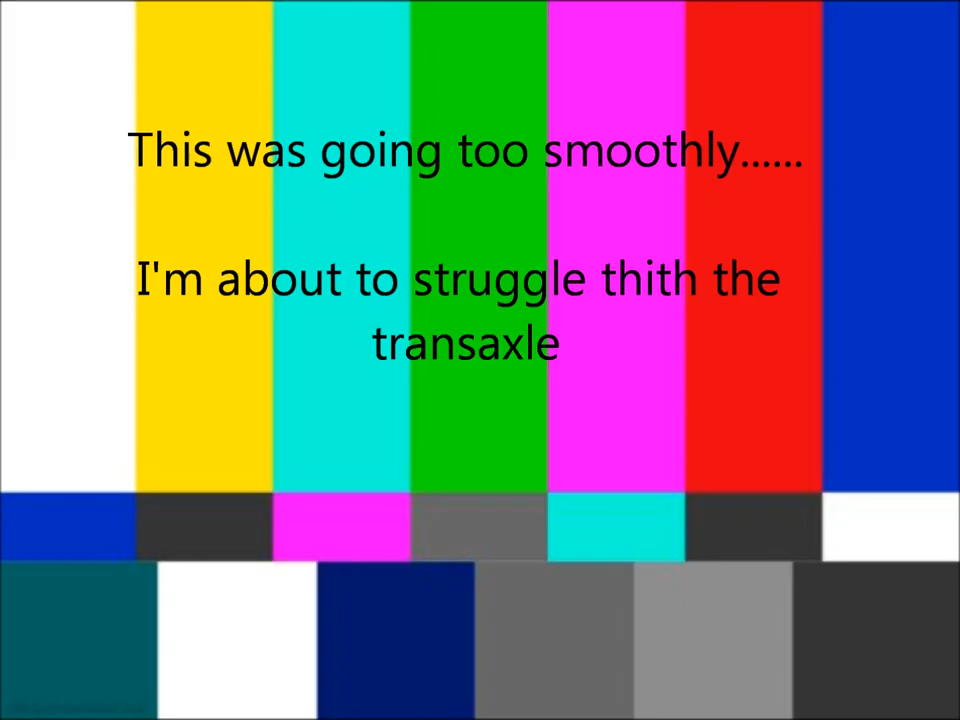 This was going too smoothly......
I'm about to struggle thith the
transaxle